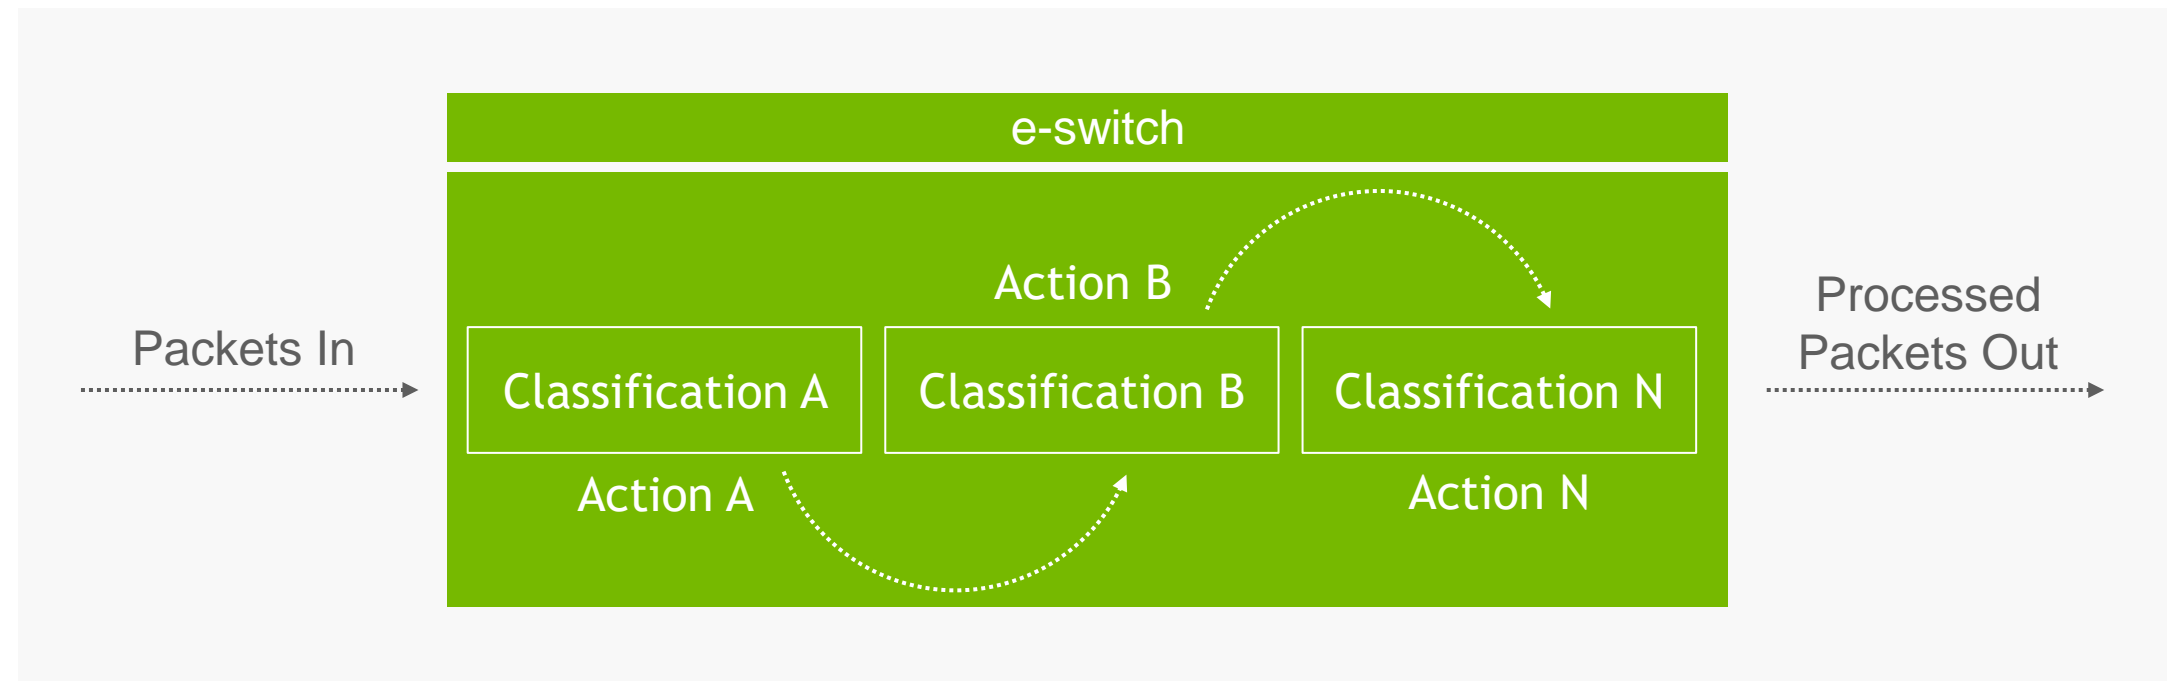 e-switch
Packets In
Action B
Classification A
Classification B
Classification N
Action A
Action N
Processed
Packets Out